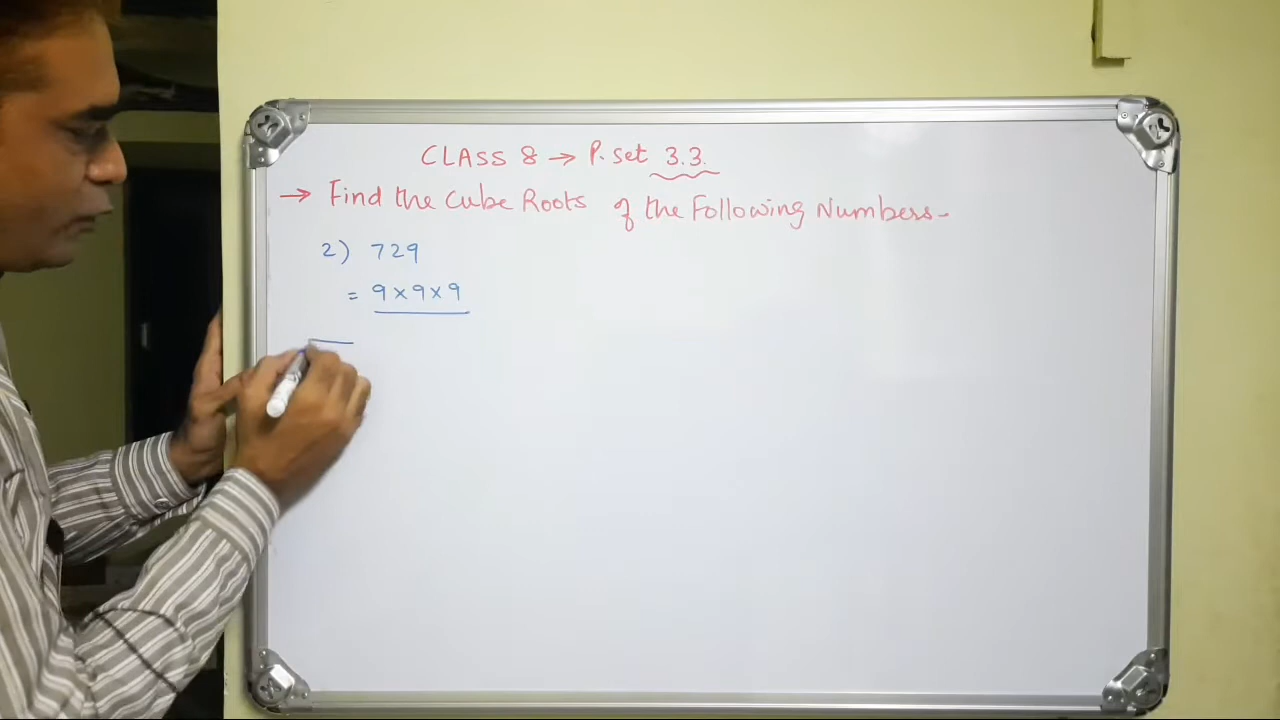 CLASS 8 → P. Set 3.3.
→ Find the Cube Roots of the Following Numbers.
2) 729
= 9×9×9